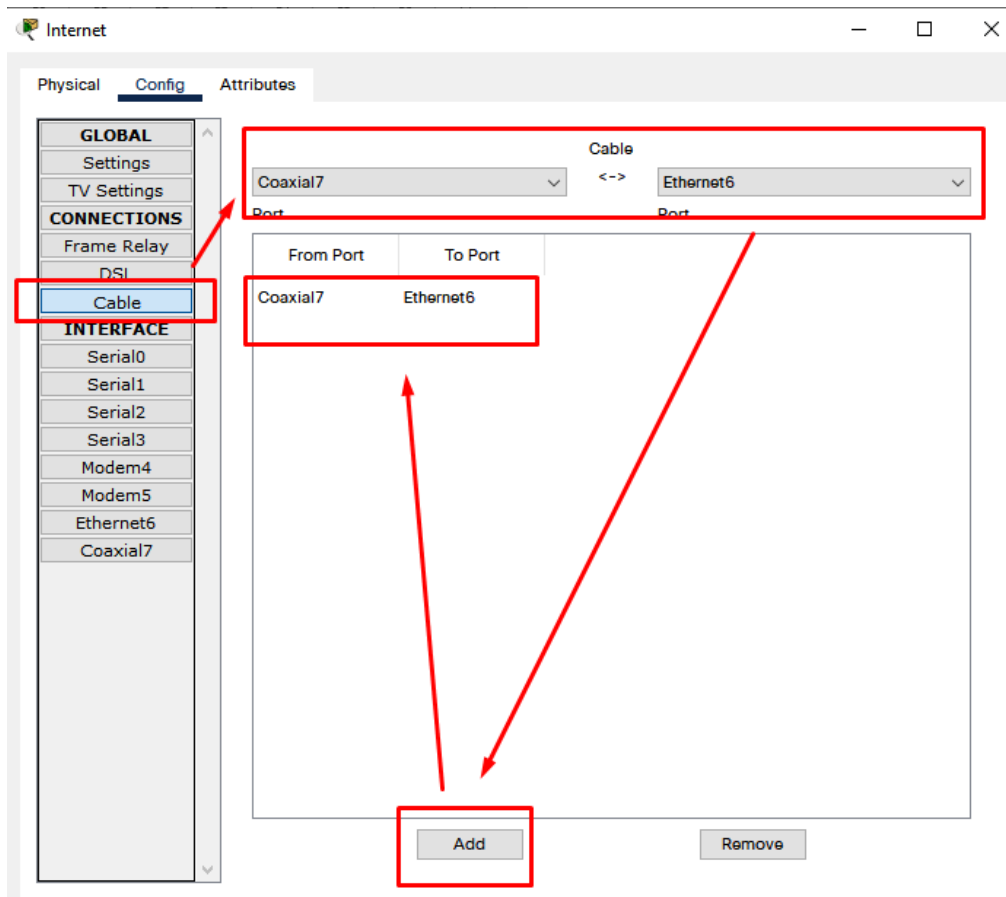 Internet
Physical Config Attributes
GLOBAL
Settings
TV Settings
CONNECTIONS
Frame Relay
DSL
Cable
INTERFACE
Serial0
Serial1
Serial2
Serial3
Modem4
Modem5
Ethernet6
Coaxial7
Cable
Coaxial7 <-> Ethernet6
Port Port
From Port To Port
Coaxial7 Ethernet6
Add Remove